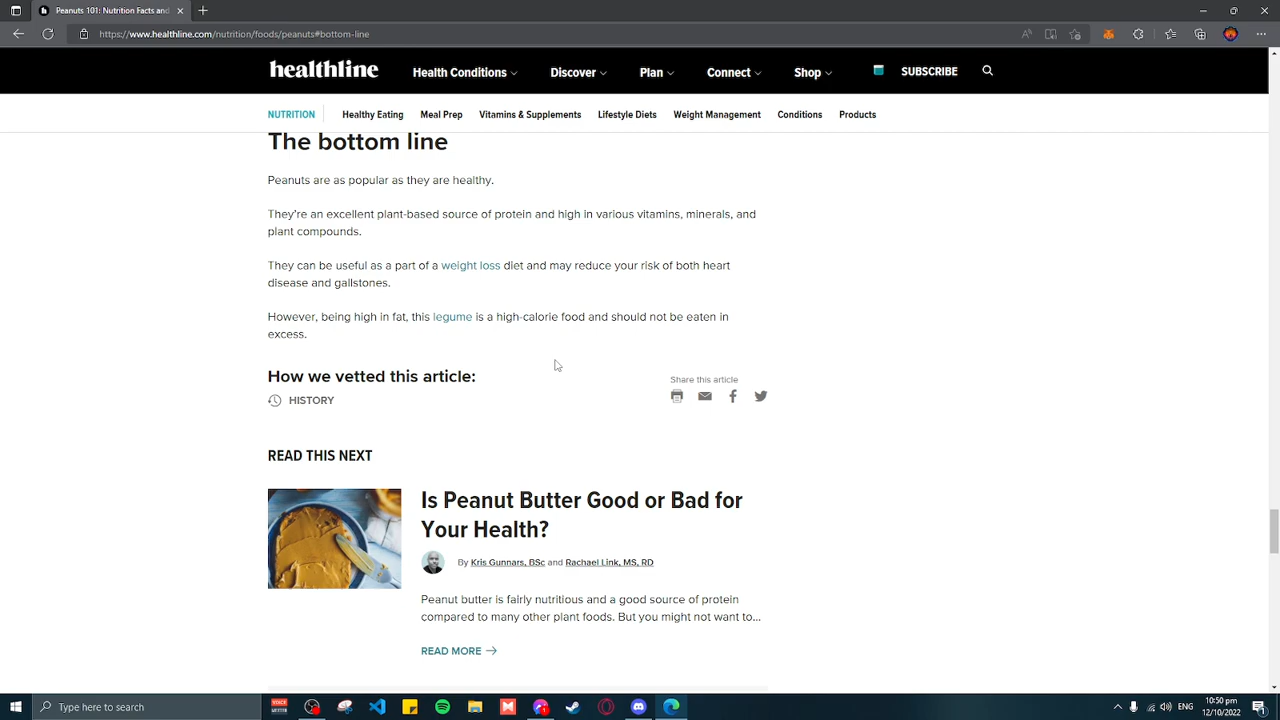 Peanuts 101: Nutrition Facts and
https://www.healthline.com/nutrition/foods/peanuts#bottom-line
healthline
Health Conditions
Discover
Plan
Connect
Shop
SUBSCRIBE
NUTRITION
Healthy Eating
Meal Prep
Vitamins & Supplements
Lifestyle Diets
Weight Management
Conditions
Products
The bottom line
Peanuts are as popular as they are healthy.
They're an excellent plant-based source of protein and high in various vitamins, minerals, and
plant compounds.
They can be useful as a part of a weight loss diet and may reduce your risk of both heart
disease and gallstones.
However, being high in fat, this legume is a high-calorie food and should not be eaten in
excess.
How we vetted this article:
HISTORY
Share this article
READ THIS NEXT
Is Peanut Butter Good or Bad for
Your Health?
By Kris Gunnars, BSc and Rachael Link, MS, RD
Peanut butter is fairly nutritious and a good source of protein
compared to many other plant foods. But you might not want to...
READ MORE
Type here to search
ENG
10:50 pm
12/10/2022